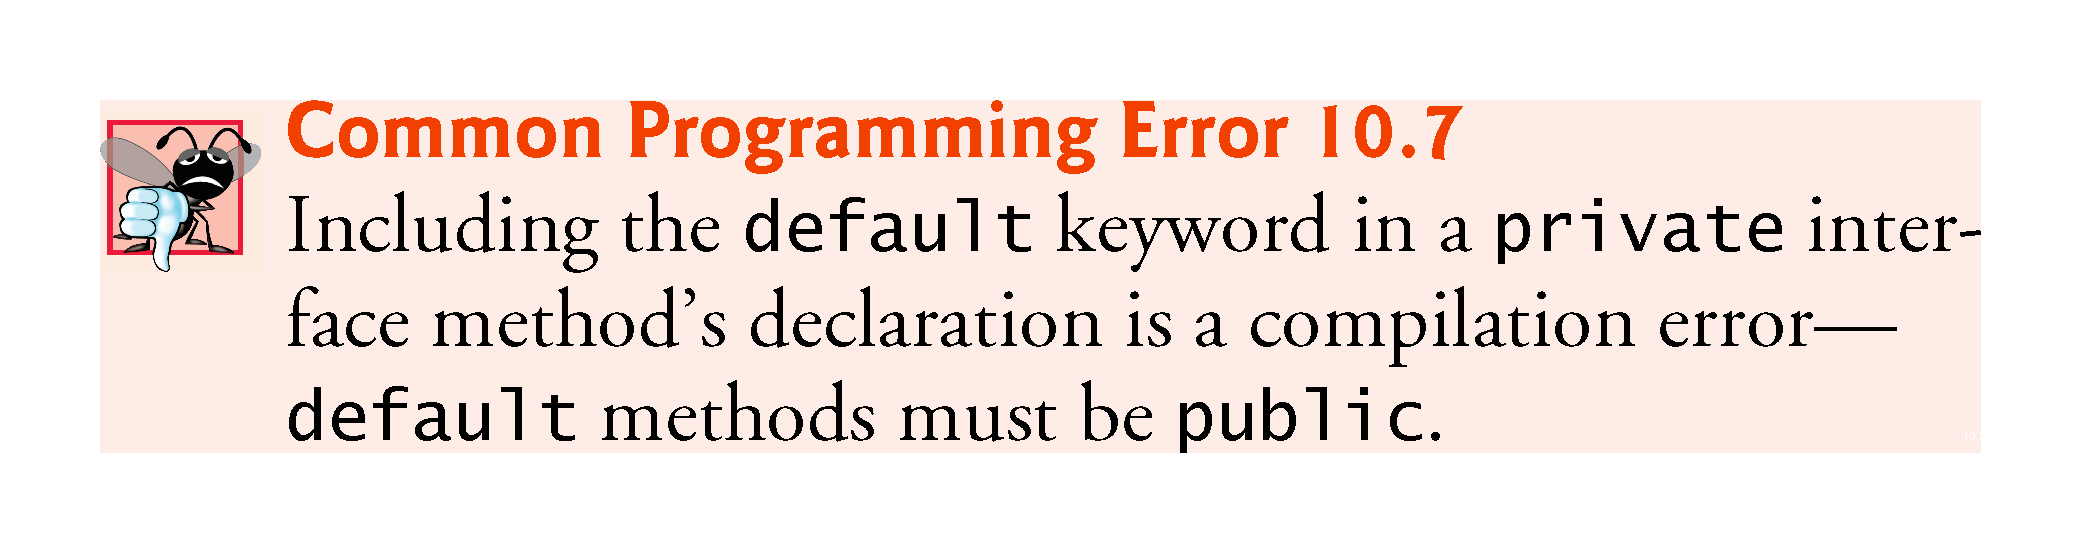 Common Programming Error 10.7
Including the default keyword in a private inter-
face method’s declaration is a compilation error—
default methods must be public.